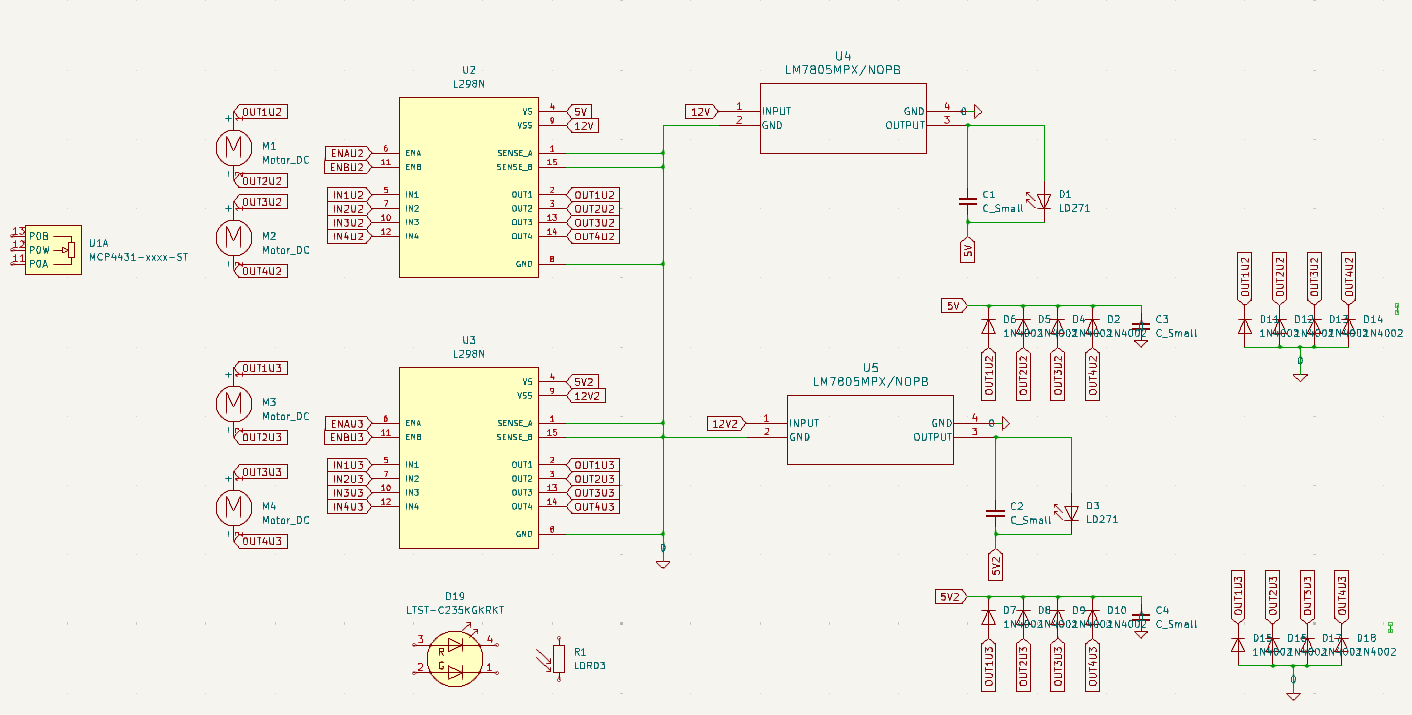 U4
LM7805MPX/NOPB
12V
1
INPUT
2
GND
GND
4
0
OUTPUT
3
C1
C_Small
D1
LD271
5V
U2
L298N
VS
4
5V
VSS
9
12V
ENAU2
6
ENA
SENSE_A
1
ENBU2
11
ENB
SENSE_B
15
IN1U2
5
IN1
OUT1
2
OUT1U2
IN2U2
7
IN2
OUT2
3
OUT2U2
IN3U2
10
IN3
OUT3
13
OUT3U2
IN4U2
12
IN4
OUT4
14
OUT4U2
GND
8
OUT1U2
+
M
M1
Motor_DC
-
OUT2U2
OUT3U2
+
M
M2
Motor_DC
-
OUT4U2
13
P0B
12
P0W
11
P0A
U1A
MCP4431-xxxx-ST
5V
D6
1N4002
D5
1N4002
D4
1N4002
D2
1N4002
C3
C_Small
OUT1U2
OUT2U2
OUT3U2
OUT4U2
OUT1U2
OUT2U2
OUT3U2
OUT4U2
D11
1N4002
D12
1N4002
D13
1N4002
D14
1N4002
0
U3
L298N
VS
4
5V2
VSS
9
12V2
ENAU3
6
ENA
SENSE_A
1
ENBU3
11
ENB
SENSE_B
15
IN1U3
5
IN1
OUT1
2
OUT1U3
IN2U3
7
IN2
OUT2
3
OUT2U3
IN3U3
10
IN3
OUT3
13
OUT3U3
IN4U3
12
IN4
OUT4
14
OUT4U3
GND
8
0
OUT1U3
+
M
M3
Motor_DC
-
OUT2U3
OUT3U3
+
M
M4
Motor_DC
-
OUT4U3
U5
LM7805MPX/NOPB
12V2
1
INPUT
2
GND
GND
4
0
OUTPUT
3
C2
C_Small
D3
LD271
5V2
5V2
D7
1N4002
D8
1N4002
D9
1N4002
D10
1N4002
C4
C_Small
OUT1U3
OUT2U3
OUT3U3
OUT4U3
OUT1U3
OUT2U3
OUT3U3
OUT4U3
D15
1N4002
D16
1N4002
D17
1N4002
D18
1N4002
0
D19
LTST-C235KGKRKT
3
R
4
2
G
1
R1
LDR03